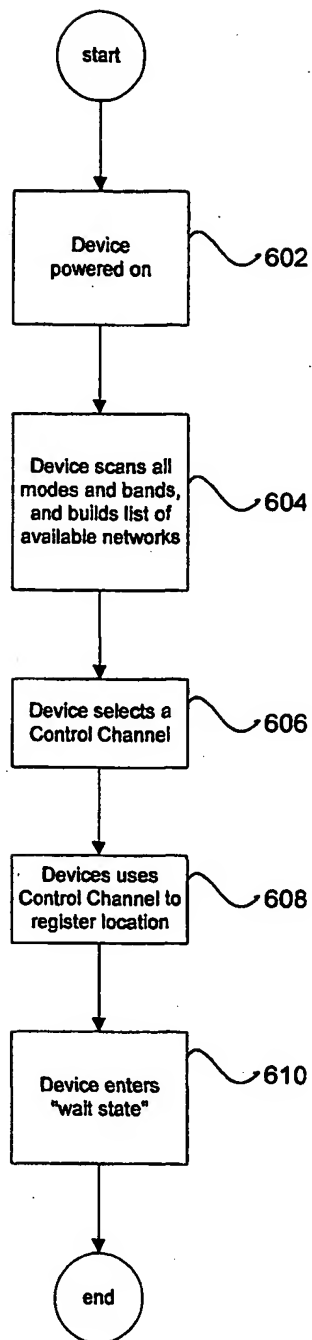 start
Device
powered on
602
Device scans all
modes and bands,
and builds list of
available networks
604
Device selects a
Control Channel
606
Devices uses
Control Channel to
register location
608
Device enters
"wait state"
610
end